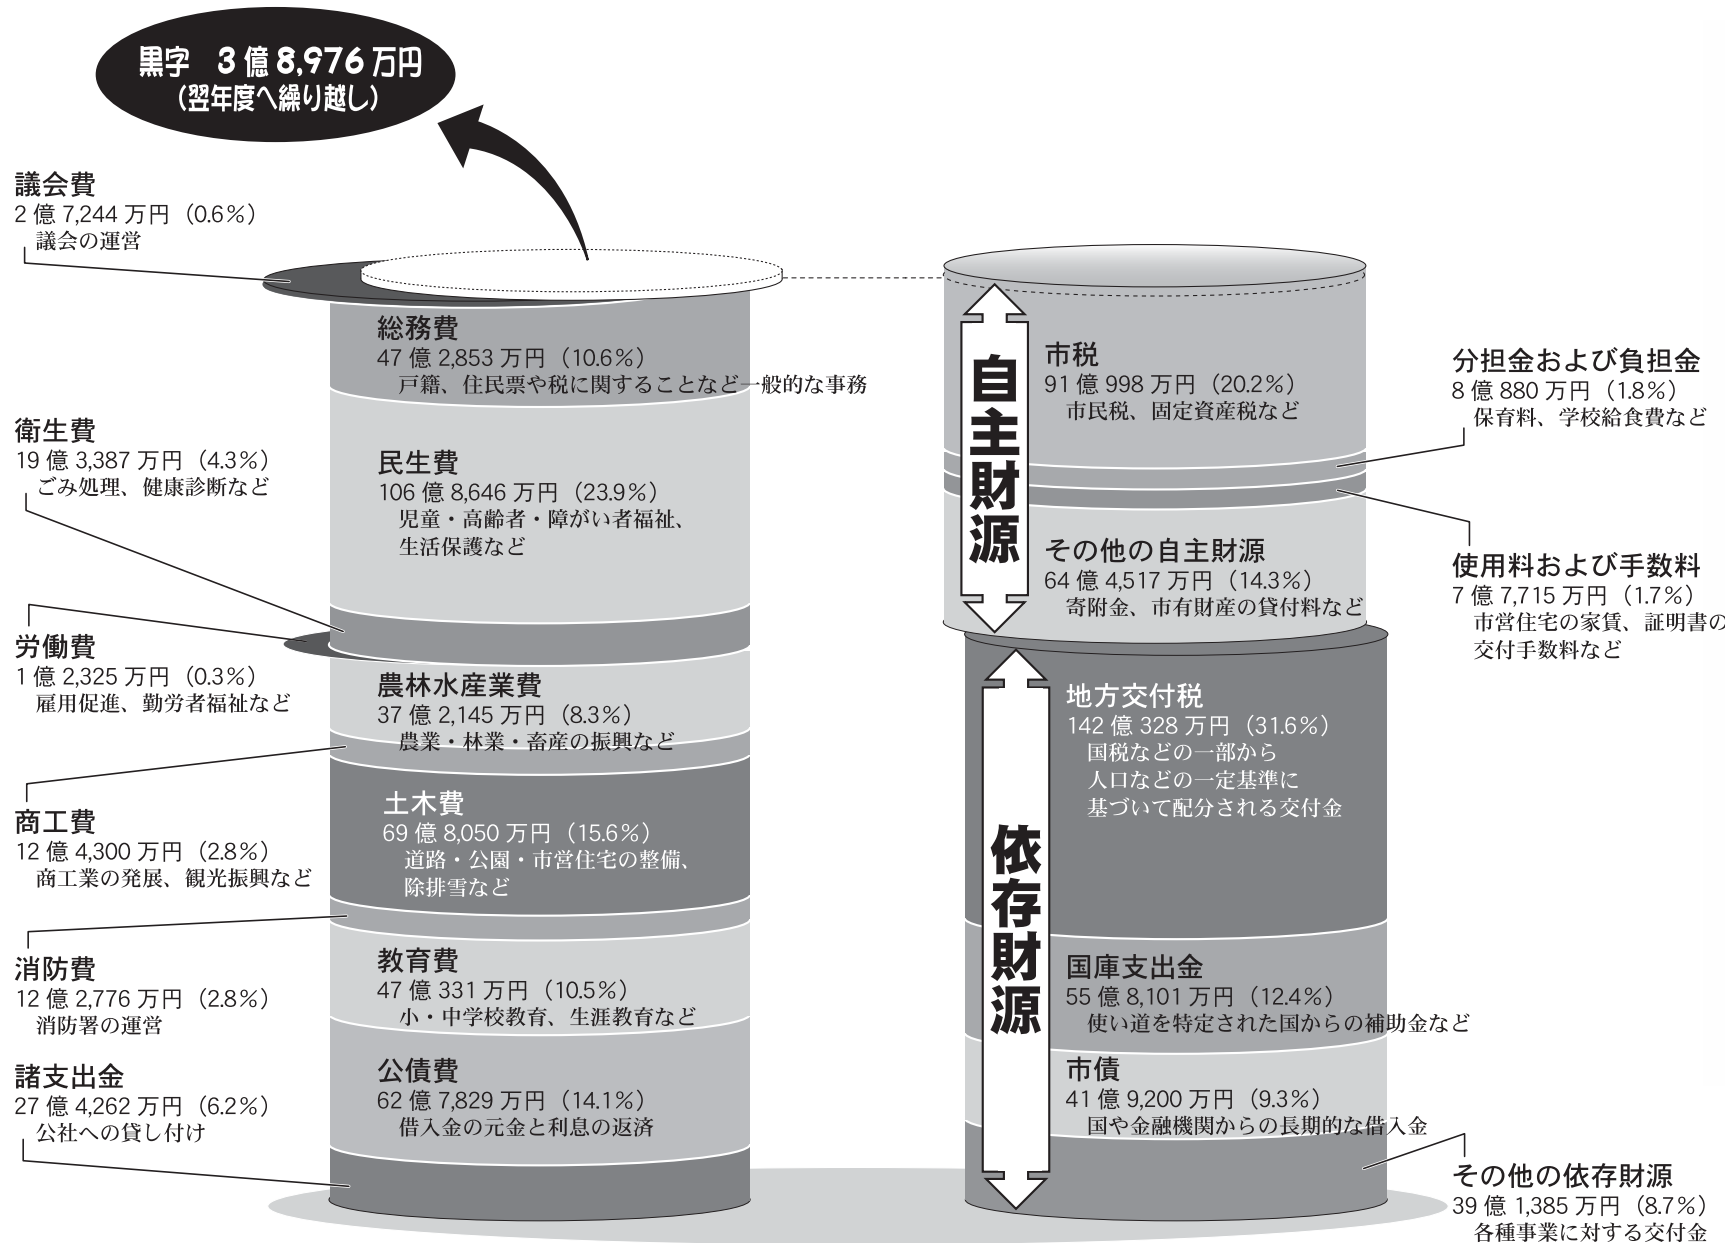 黒字　3億8,976万円
（翌年度へ繰り越し）
議会費
2億7,244万円（0.6％）
議会の運営
総務費
47億2,853万円（10.6％）
戸籍、住民票や税に関することなど一般的な事務
衛生費
19億3,387万円（4.3％）
ごみ処理、健康診断など
民生費
106億8,646万円（23.9％）
児童・高齢者・障がい者福祉、
生活保護など
労働費
1億2,325万円（0.3％）
雇用促進、勤労者福祉など
農林水産業費
37億2,145万円（8.3％）
農業・林業・畜産の振興など
商工費
12億4,300万円（2.8％）
商工業の発展、観光振興など
土木費
69億8,050万円（15.6％）
道路・公園・市営住宅の整備、
除排雪など
消防費
12億2,776万円（2.8％）
消防署の運営
教育費
47億331万円（10.5％）
小・中学校教育、生涯教育など
諸支出金
27億4,262万円（6.2％）
公社への貸し付け
公債費
62億7,829万円（14.1％）
借入金の元金と利息の返済
自主財源
市税
91億998万円（20.2％）
市民税、固定資産税など
分担金および負担金
8億880万円（1.8％）
保育料、学校給食費など
使用料および手数料
7億7,715万円（1.7％）
市営住宅の家賃、証明書の
交付手数料など
その他の自主財源
64億4,517万円（14.3％）
寄附金、市有財産の貸付料など
依存財源
地方交付税
142億328万円（31.6％）
国税などの一部から
人口などの一定基準に
基づいて配分される交付金
国庫支出金
55億8,101万円（12.4％）
使い道を特定された国からの補助金など
市債
41億9,200万円（9.3％）
国や金融機関からの長期的な借入金
その他の依存財源
39億1,385万円（8.7％）
各種事業に対する交付金